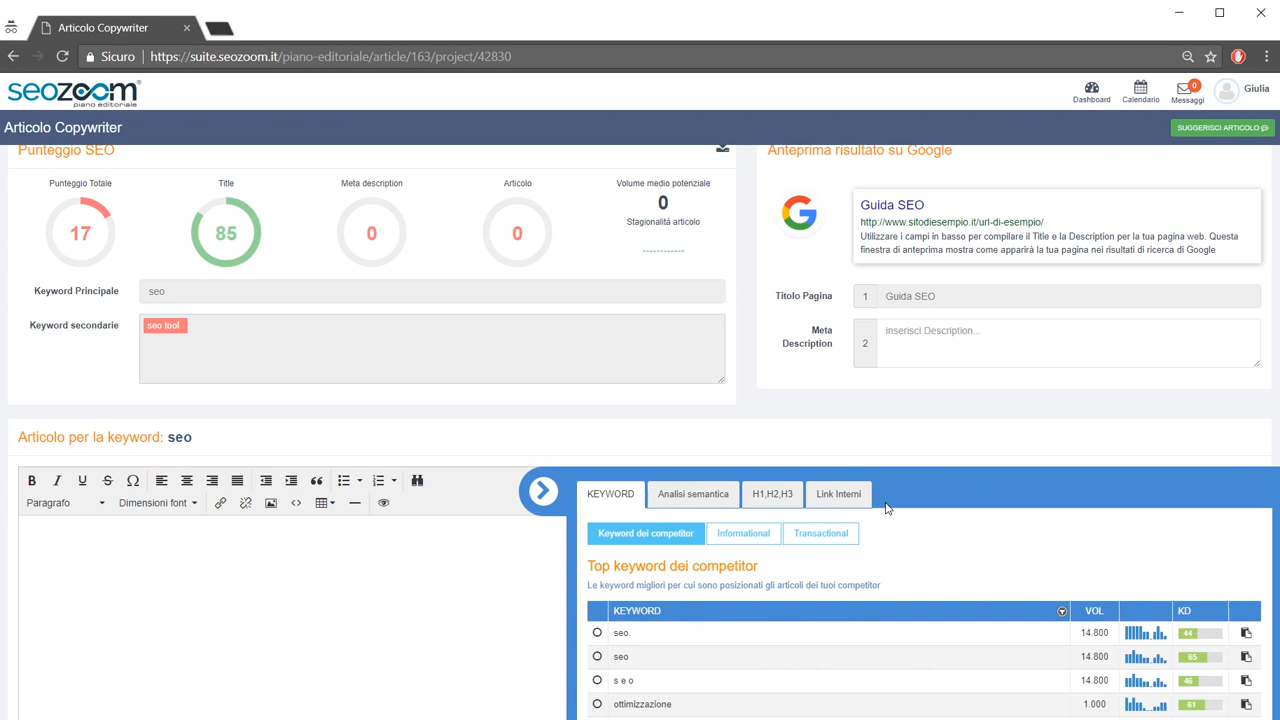 Articolo Copywriter
Sicuro
https://suite.seozoom.it/piano-editoriale/article/163/project/42830
seozoom®
piano editoriale
Dashboard
Calendario
0
Messaggi
Giulia
Articolo Copywriter
SUGGERISCI ARTICOLO
Punteggio SEO
Anteprima risultato su Google
Punteggio Totale
Title
Meta description
Articolo
Volume medio potenziale
17
85
0
0
0
Stagionalità articolo
Guida SEO
http://www.sitodiesempio.it/url-di-esempio/
Utilizzare i campi in basso per compilare il Title e la Description per la tua pagina web. Questa
finestra di anteprima mostra come apparirà la tua pagina nei risultati di ricerca di Google
Keyword Principale
seo
Titolo Pagina
1
Guida SEO
Keyword secondarie
seo tool
Meta
Description
2
inserisci Description...
Articolo per la keyword: seo
B I U S Ω
Paragrafo
Dimensioni font
KEYWORD
Analisi semantica
H1,H2,H3
Link Interni
Keyword dei competitor
Informational
Transactional
Top keyword dei competitor
Le keyword migliori per cui sono posizionati gli articoli dei tuoi competitor
KEYWORD VOL KD
seo. 14.800 44
seo 14.800 65
s e o 14.800 46
ottimizzazione 1.000 61